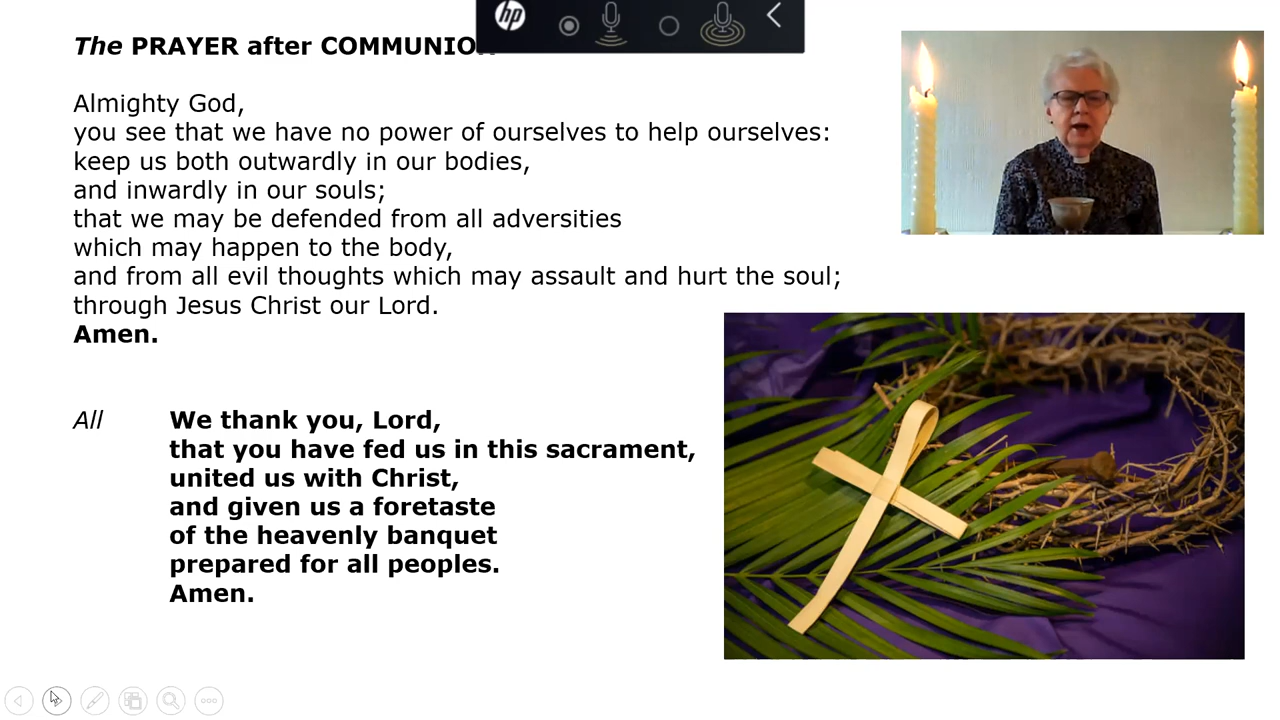 hp
The PRAYER after COMMUNION
Almighty God,
you see that we have no power of ourselves to help ourselves:
keep us both outwardly in our bodies,
and inwardly in our souls;
that we may be defended from all adversities
which may happen to the body,
and from all evil thoughts which may assault and hurt the soul;
through Jesus Christ our Lord.
Amen.
All We thank you, Lord,
that you have fed us in this sacrament,
united us with Christ,
and given us a foretaste
of the heavenly banquet
prepared for all peoples.
Amen.